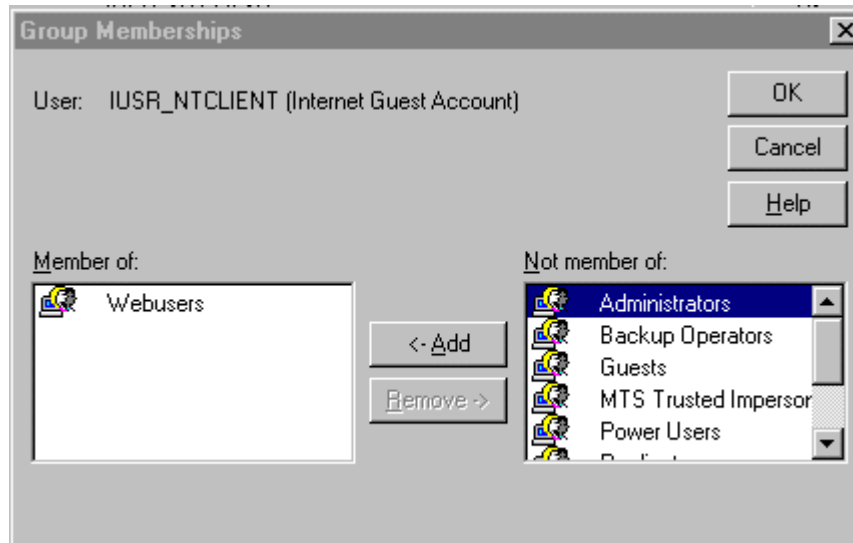 Group Memberships
User: IUSR_NTCLIENT (Internet Guest Account)
OK
Cancel
Help
Member of:
Webusers
<- Add
Remove ->
Not member of:
Administrators
Backup Operators
Guests
MTS Trusted Impersor
Power Users